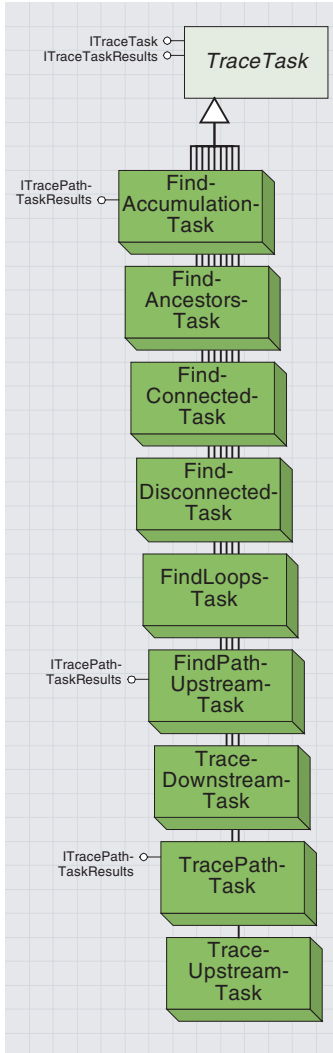 ITraceTask
ITraceTaskResults
TraceTask
ITracePath-
TaskResults
Find-
Accumulation-
Task
Find-
Ancestors-
Task
Find-
Connected-
Task
Find-
Disconnected-
Task
FindLoops-
Task
ITracePath-
TaskResults
FindPath-
Upstream-
Task
Trace-
Downstream-
Task
ITracePath-
TaskResults
TracePath-
Task
Trace-
Upstream-
Task